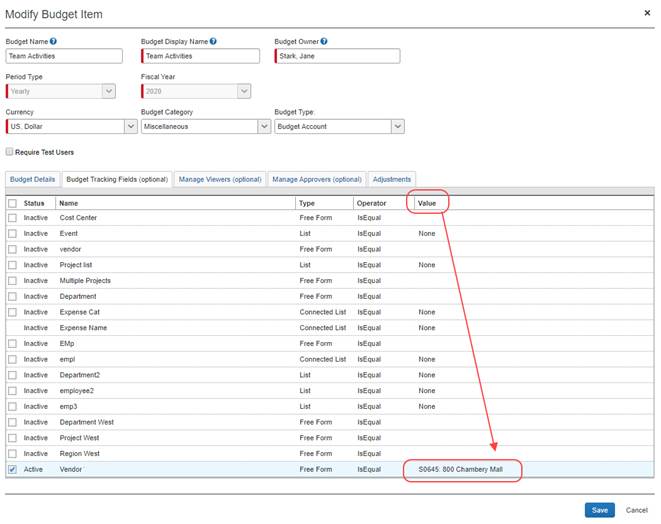 Modify Budget Item
Budget Name Budget Display Name Budget Owner
Team Activities Team Activities Stark, Jane
Period Type Fiscal Year
Yearly 2020
Currency Budget Category Budget Type:
US, Dollar Miscellaneous Budget Account
Require Test Users
Budget Details Budget Tracking Fields (optional) Manage Viewers (optional) Manage Approvers (optional) Adjustments
Status Name Type Operator Value
Inactive Cost Center Free Form IsEqual
Inactive Event List IsEqual None
Inactive vendor Free Form IsEqual
Inactive Project list List IsEqual None
Inactive Multiple Projects Free Form IsEqual
Inactive Department Free Form IsEqual
Inactive Expense Cat Connected List IsEqual None
Inactive Expense Name Connected List IsEqual None
Inactive EMp Free Form IsEqual
Inactive empl Connected List IsEqual None
Inactive Department2 List IsEqual None
Inactive employee2 List IsEqual None
Inactive emp3 List IsEqual None
Inactive Department West Free Form IsEqual
Inactive Project West Free Form IsEqual
Inactive Region West Free Form IsEqual
Active Vendor Free Form IsEqual S0645: 800 Chambery Mall
Save Cancel